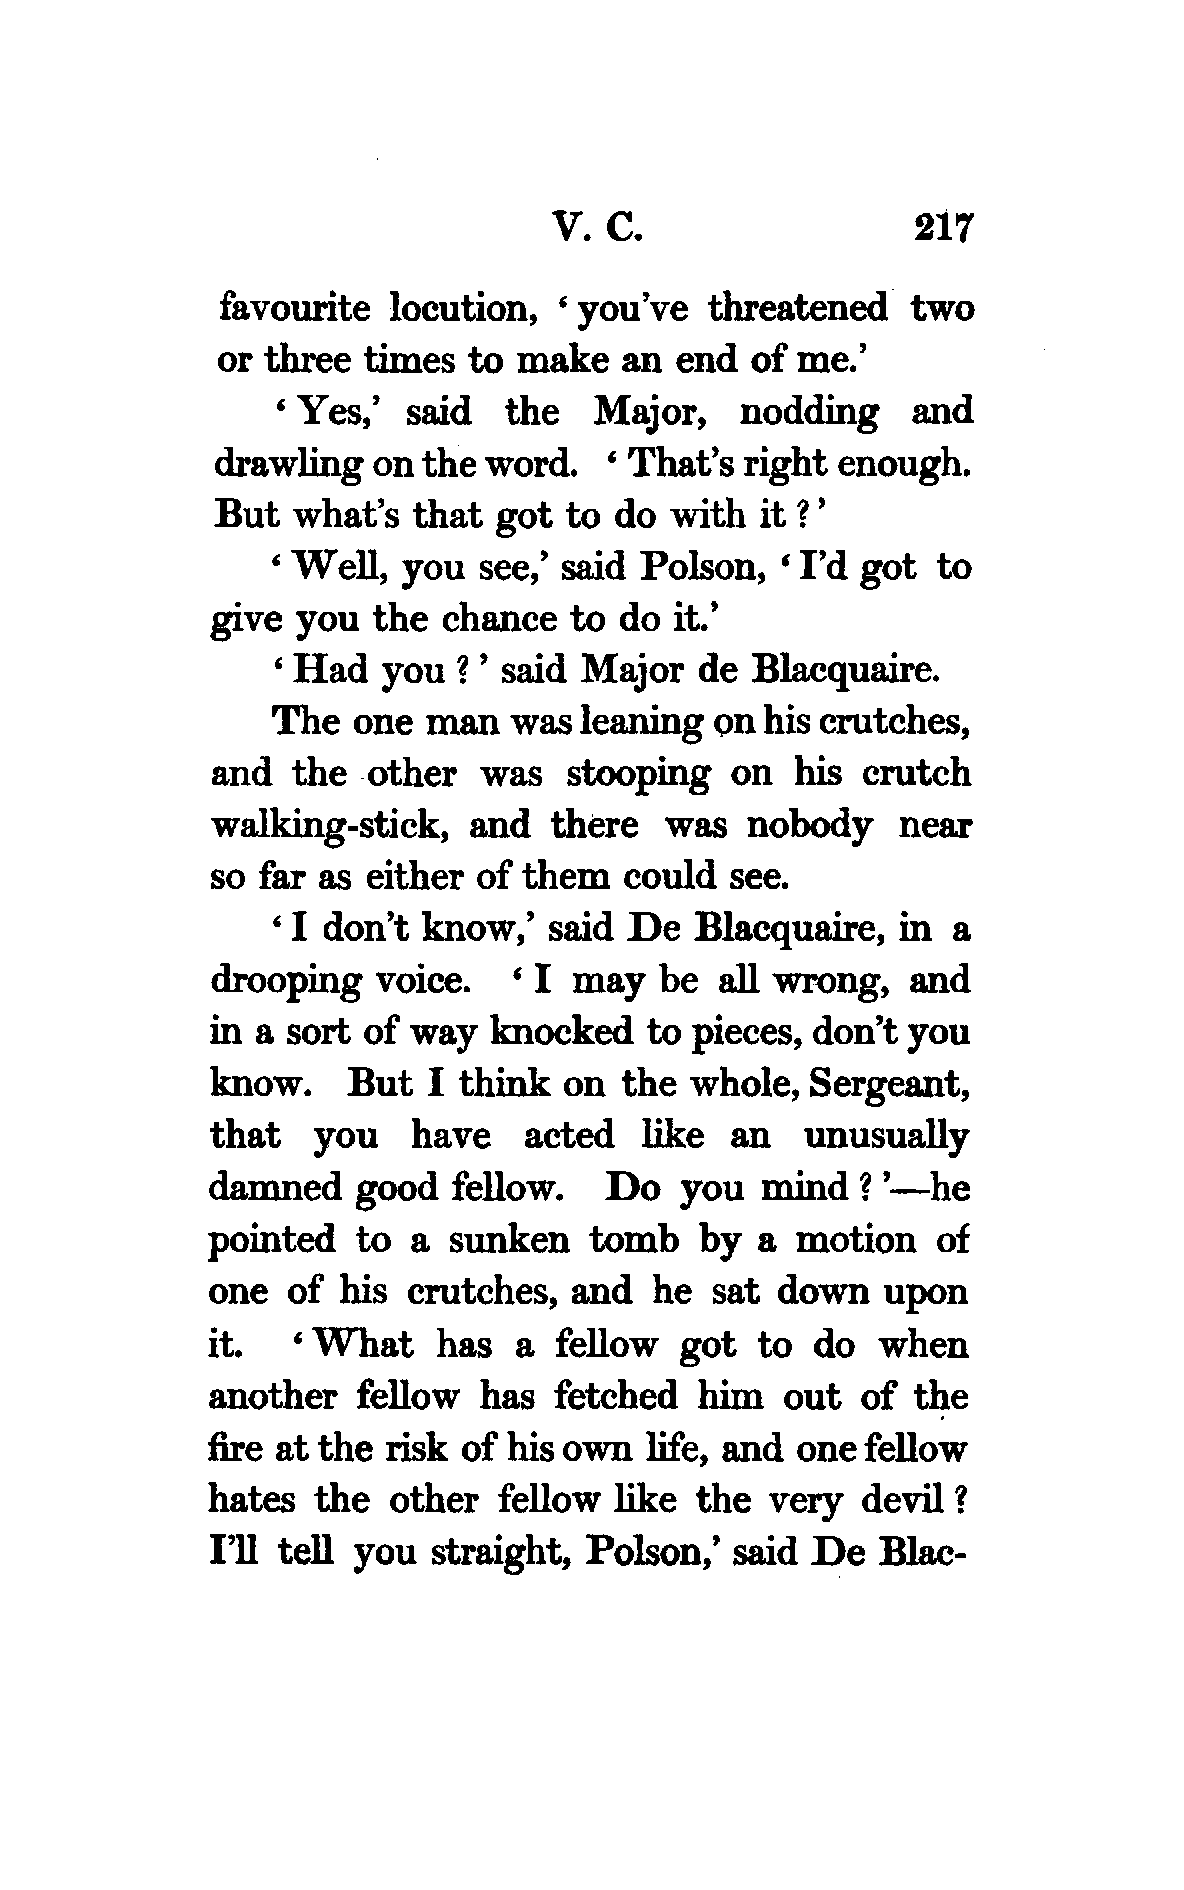 V. C. 217
favourite locution, ‘ you’ve threatened two
or three times to make an end of me.’
‘ Yes,’ said the Major, nodding and
drawling on the word. ‘ That’s right enough.
But what’s that got to do with it ? ’
‘ Well, you see,’ said Polson, ‘ I’d got to
give you the chance to do it.’
‘ Had you ? ’ said Major de Blacquaire.
The one man was leaning on his crutches,
and the other was stooping on his crutch
walking-stick, and there was nobody near
so far as either of them could see.
‘ I don’t know,’ said De Blacquaire, in a
drooping voice. ‘ I may be all wrong, and
in a sort of way knocked to pieces, don’t you
know. But I think on the whole, Sergeant,
that you have acted like an unusually
damned good fellow. Do you mind ? ’—he
pointed to a sunken tomb by a motion of
one of his crutches, and he sat down upon
it. ‘ What has a fellow got to do when
another fellow has fetched him out of the
fire at the risk of his own life, and one fellow
hates the other fellow like the very devil ?
I’ll tell you straight, Polson,’ said De Blac-